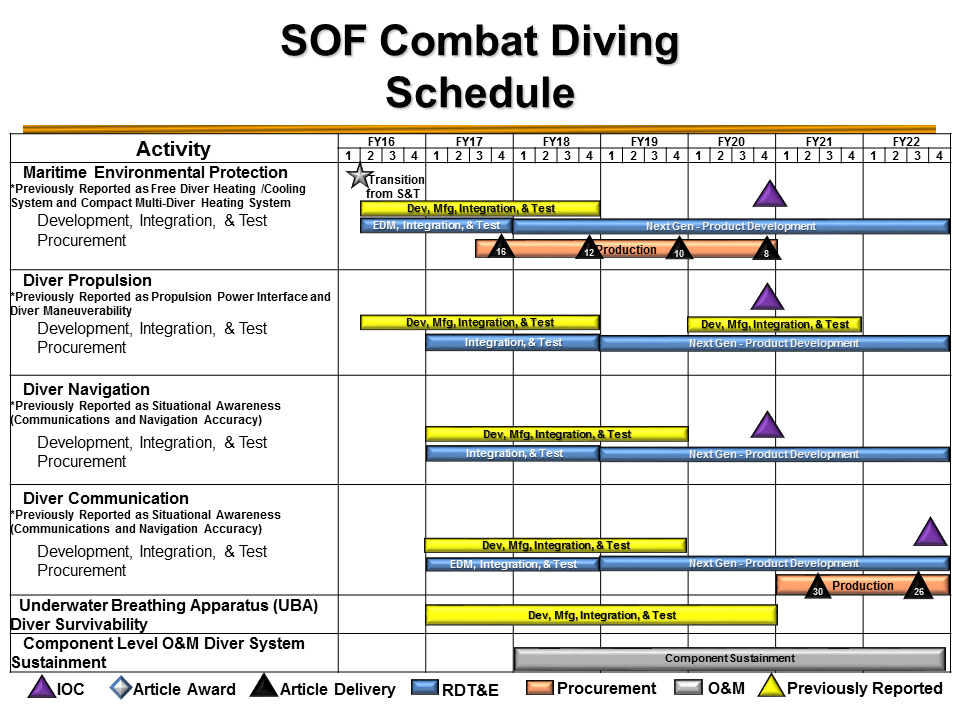 SOF Combat Diving
Schedule
Activity
FY16 FY17 FY18 FY19 FY20 FY21 FY22
1 2 3 4 1 2 3 4 1 2 3 4 1 2 3 4 1 2 3 4 1 2 3 4 1 2 3 4
Maritime Environmental Protection
*Previously Reported as Free Diver Heating /Cooling
System and Compact Multi-Diver Heating System
Development, Integration, & Test
Procurement
Transition
from S&T
Dev, Mfg, Integration, & Test
EDM, Integration, & Test Next Gen - Product Development
16 12 Production 10 8
Diver Propulsion
*Previously Reported as Propulsion Power Interface and
Diver Maneuverability
Development, Integration, & Test
Procurement
Dev, Mfg, Integration, & Test Dev, Mfg, Integration, & Test
Integration, & Test Next Gen - Product Development
Diver Navigation
*Previously Reported as Situational Awareness
(Communications and Navigation Accuracy)
Development, Integration, & Test
Procurement
Dev, Mfg, Integration, & Test
Integration, & Test Next Gen - Product Development
Diver Communication
*Previously Reported as Situational Awareness
(Communications and Navigation Accuracy)
Development, Integration, & Test
Procurement
Dev, Mfg, Integration, & Test
EDM, Integration, & Test Next Gen - Product Development
30 Production 26
Underwater Breathing Apparatus (UBA)
Diver Survivability
Dev, Mfg, Integration, & Test
Component Level O&M Diver System
Sustainment
Component Sustainment
IOC Article Award Article Delivery RDT&E Procurement O&M Previously Reported